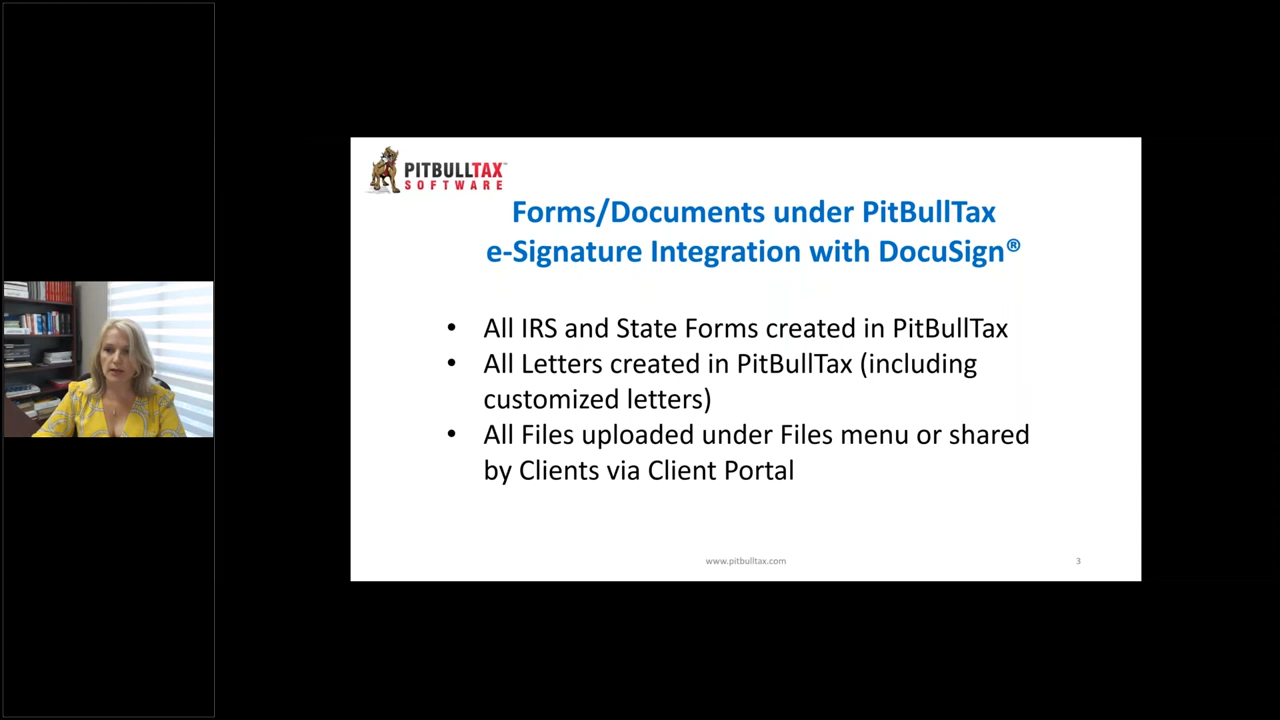 PITBULLTAX™
SOFTWARE
Forms/Documents under PitBullTax
e-Signature Integration with DocuSign®
• All IRS and State Forms created in PitBullTax
• All Letters created in PitBullTax (including
customized letters)
• All Files uploaded under Files menu or shared
by Clients via Client Portal
www.pitbulltax.com
3